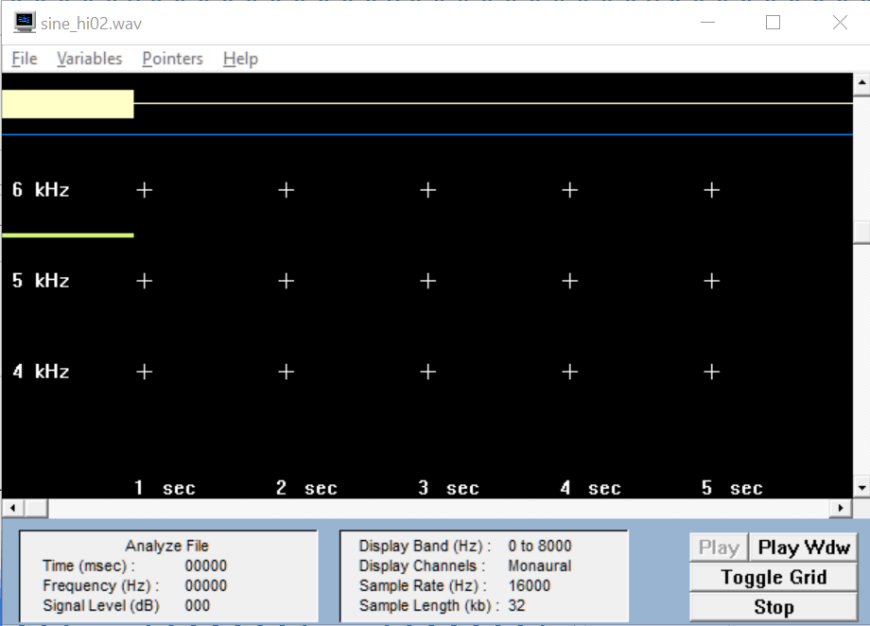 sine_hi02.wav
File Variables Pointers Help
6 kHz
5 kHz
4 kHz
1 sec 2 sec 3 sec 4 sec 5 sec
Analyze File
Time (msec) : 00000
Frequency (Hz) : 00000
Signal Level (dB) 000
Display Band (Hz) : 0 to 8000
Display Channels : Monaural
Sample Rate (Hz) : 16000
Sample Length (kb) : 32
Play Play Wdw
Toggle Grid
Stop